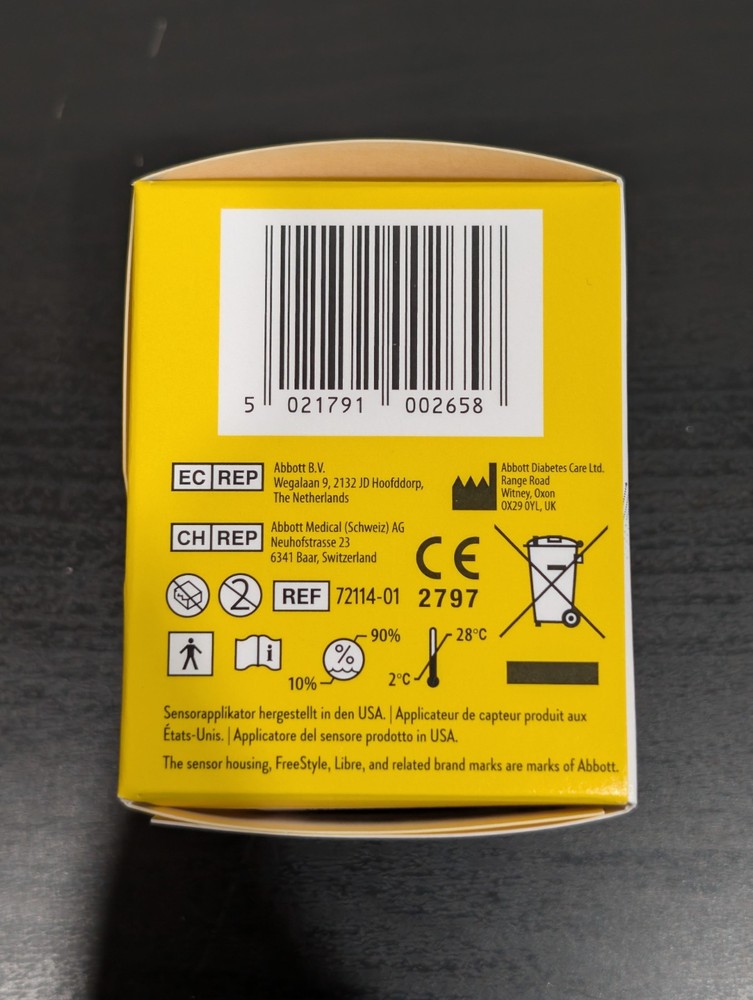 5 021791 002658
EC REP
Abbott B.V.
Wegalaan 9, 2132 JD Hoofddorp,
The Netherlands
Abbott Diabetes Care Ltd.
Range Road
Witney, Oxon
OX29 0YL, UK
CH REP
Abbott Medical (Schweiz) AG
Neuhofstrasse 23
6341 Baar, Switzerland
CE
2797
2
REF 72114-01
i
%
90%
10%
28°C
2°C
Sensorapplikator hergestellt in den USA. | Applicateur de capteur produit aux
États-Unis. | Applicatore del sensore prodotto in USA.
The sensor housing, FreeStyle, Libre, and related brand marks are marks of Abbott.